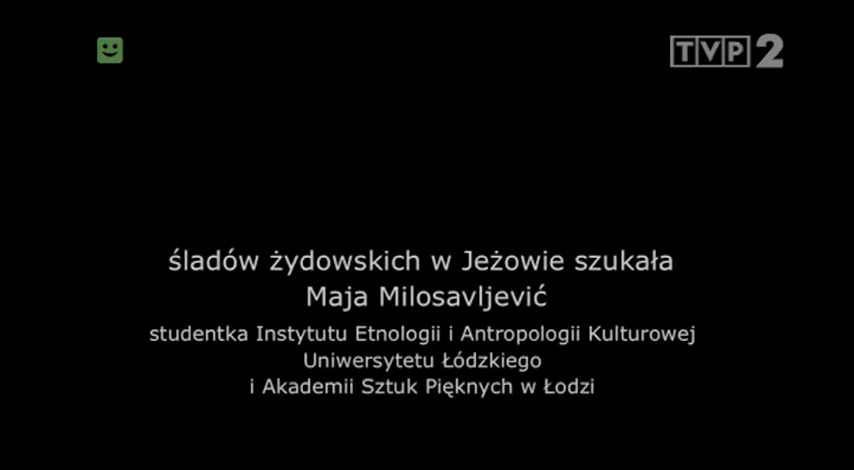 TVP2
śladów żydowskich w Jeżowie szukała
Maja Milosavljević
studentka Instytutu Etnologii i Antropologii Kulturowej
Uniwersytetu Łódzkiego
i Akademii Sztuk Pięknych w Łodzi